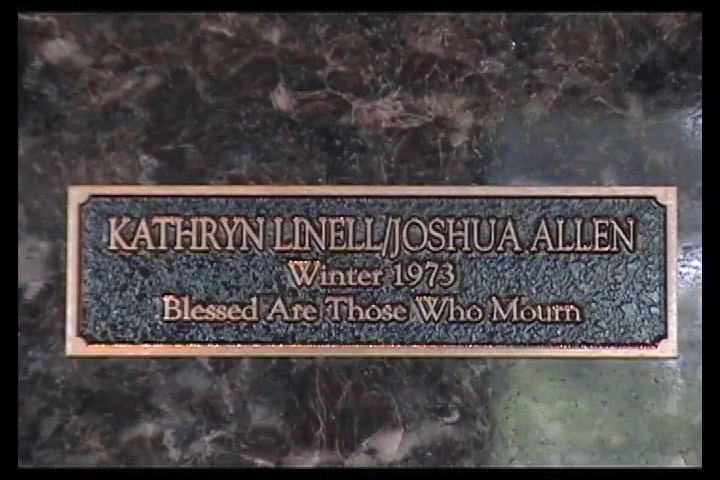 KATHRYN LINELL/JOSHUA ALLEN
Winter 1973
Blessed Are Those Who Mourn